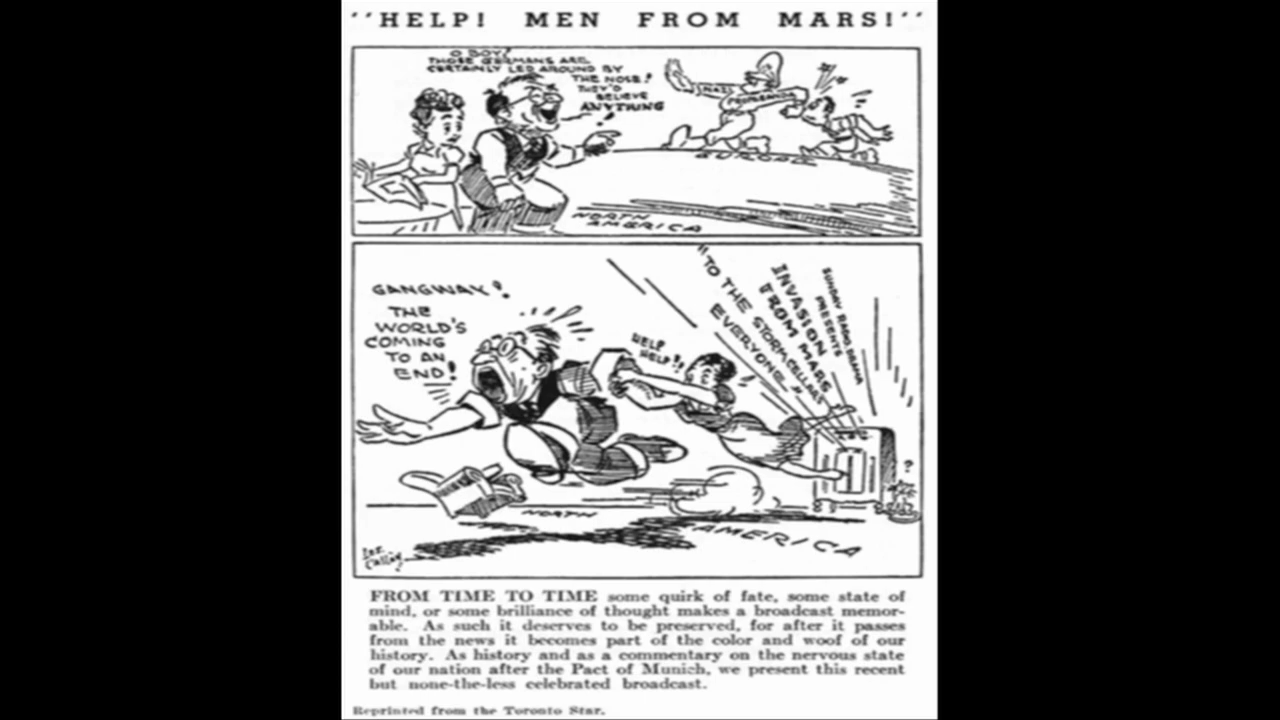 "HELP! MEN FROM MARS!"
O BOY!
THOSE GERMANS ARE
CERTAINLY LED AROUND BY
THE NOSE!
THEY'D
BELIEVE
ANYTHING
!
NAZI
PROPAGANDA
EUROPE
NORTH
AMERICA
GANGWAY!
THE
WORLD'S
COMING
TO AN
END!
HELP
HELP!!
"TO THE STORM CELLARS
EVERYONE"
INVASION
FROM MARS
SUNDAY RADIO DRAMA
PRESENTS
?
NORTH
AMERICA
FROM TIME TO TIME some quirk of fate, some state of
mind, or some brilliance of thought makes a broadcast memor-
able. As such it deserves to be preserved, for after it passes
from the news it becomes part of the color and woof of our
history. As history and as a commentary on the nervous state
of our nation after the Pact of Munich, we present this recent
but none-the-less celebrated broadcast.
Reprinted from the Toronto Star.